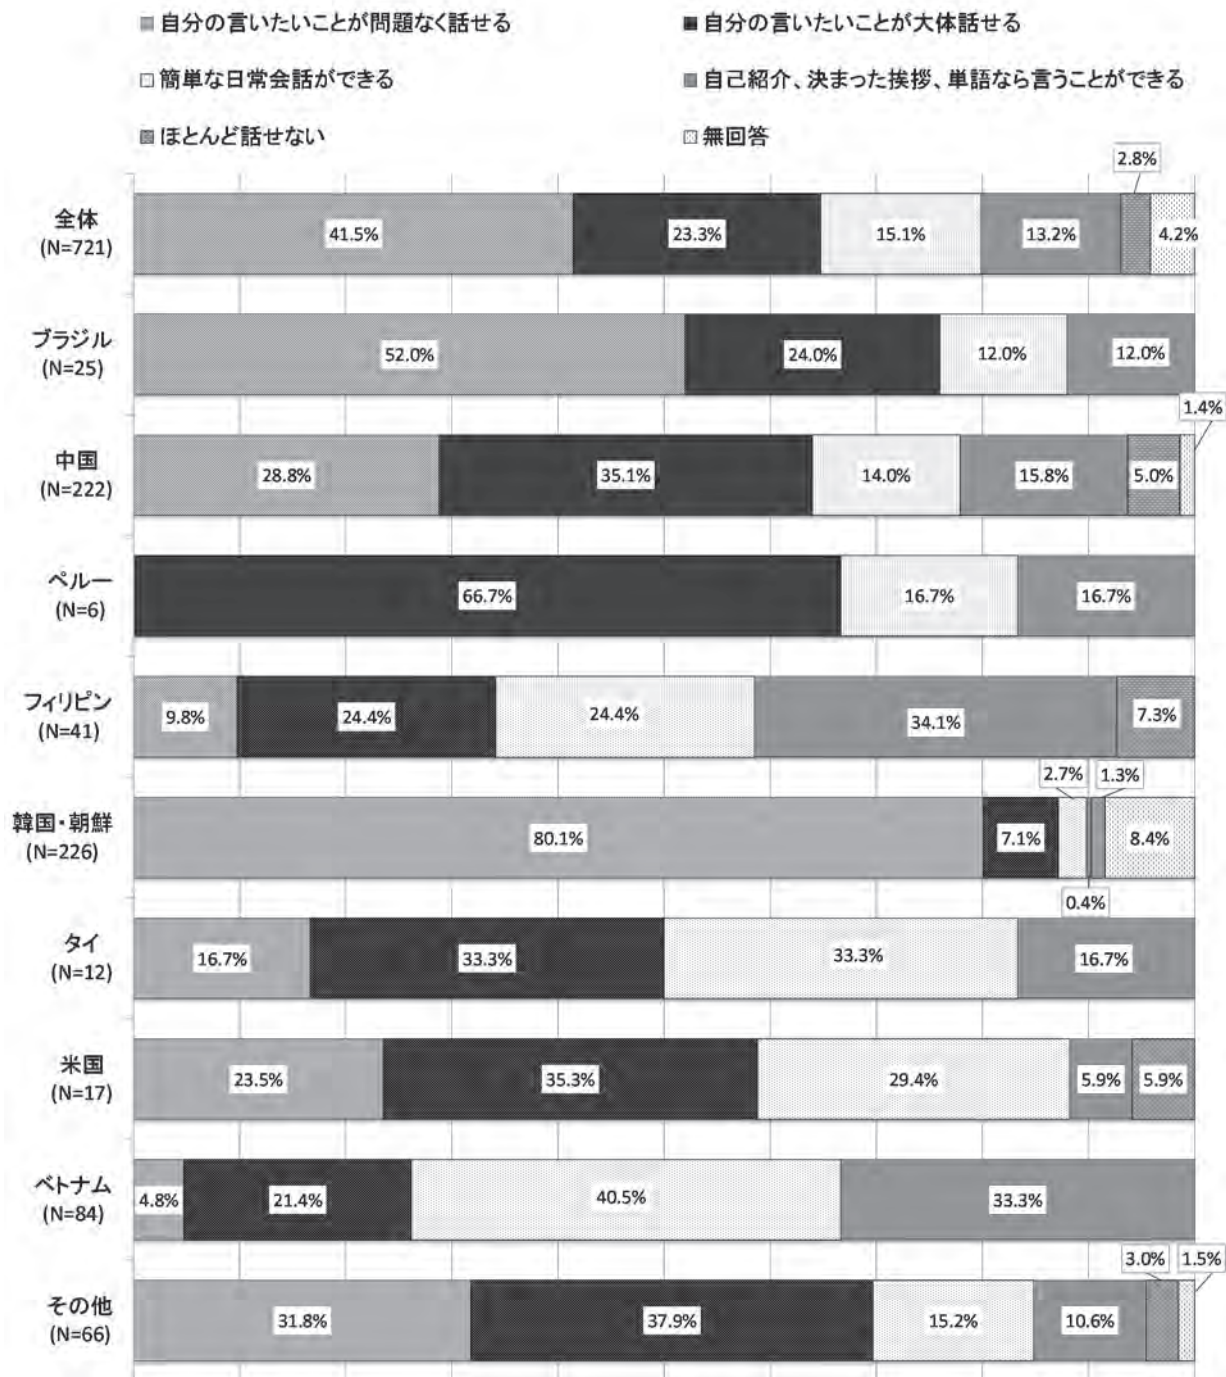 自分の言いたいことが問題なく話せる
自分の言いたいことが大体話せる
簡単な日常会話ができる
自己紹介、決まった挨拶、単語なら言うことができる
ほとんど話せない
無回答
2.8%
全体
(N=721)
41.5%
23.3%
15.1%
13.2%
4.2%
ブラジル
(N=25)
52.0%
24.0%
12.0%
12.0%
1.4%
中国
(N=222)
28.8%
35.1%
14.0%
15.8%
5.0%
ペルー
(N=6)
66.7%
16.7%
16.7%
フィリピン
(N=41)
9.8%
24.4%
24.4%
34.1%
7.3%
2.7%
1.3%
韓国・朝鮮
(N=226)
80.1%
7.1%
8.4%
0.4%
タイ
(N=12)
16.7%
33.3%
33.3%
16.7%
米国
(N=17)
23.5%
35.3%
29.4%
5.9%
5.9%
ベトナム
(N=84)
4.8%
21.4%
40.5%
33.3%
3.0%
1.5%
その他
(N=66)
31.8%
37.9%
15.2%
10.6%